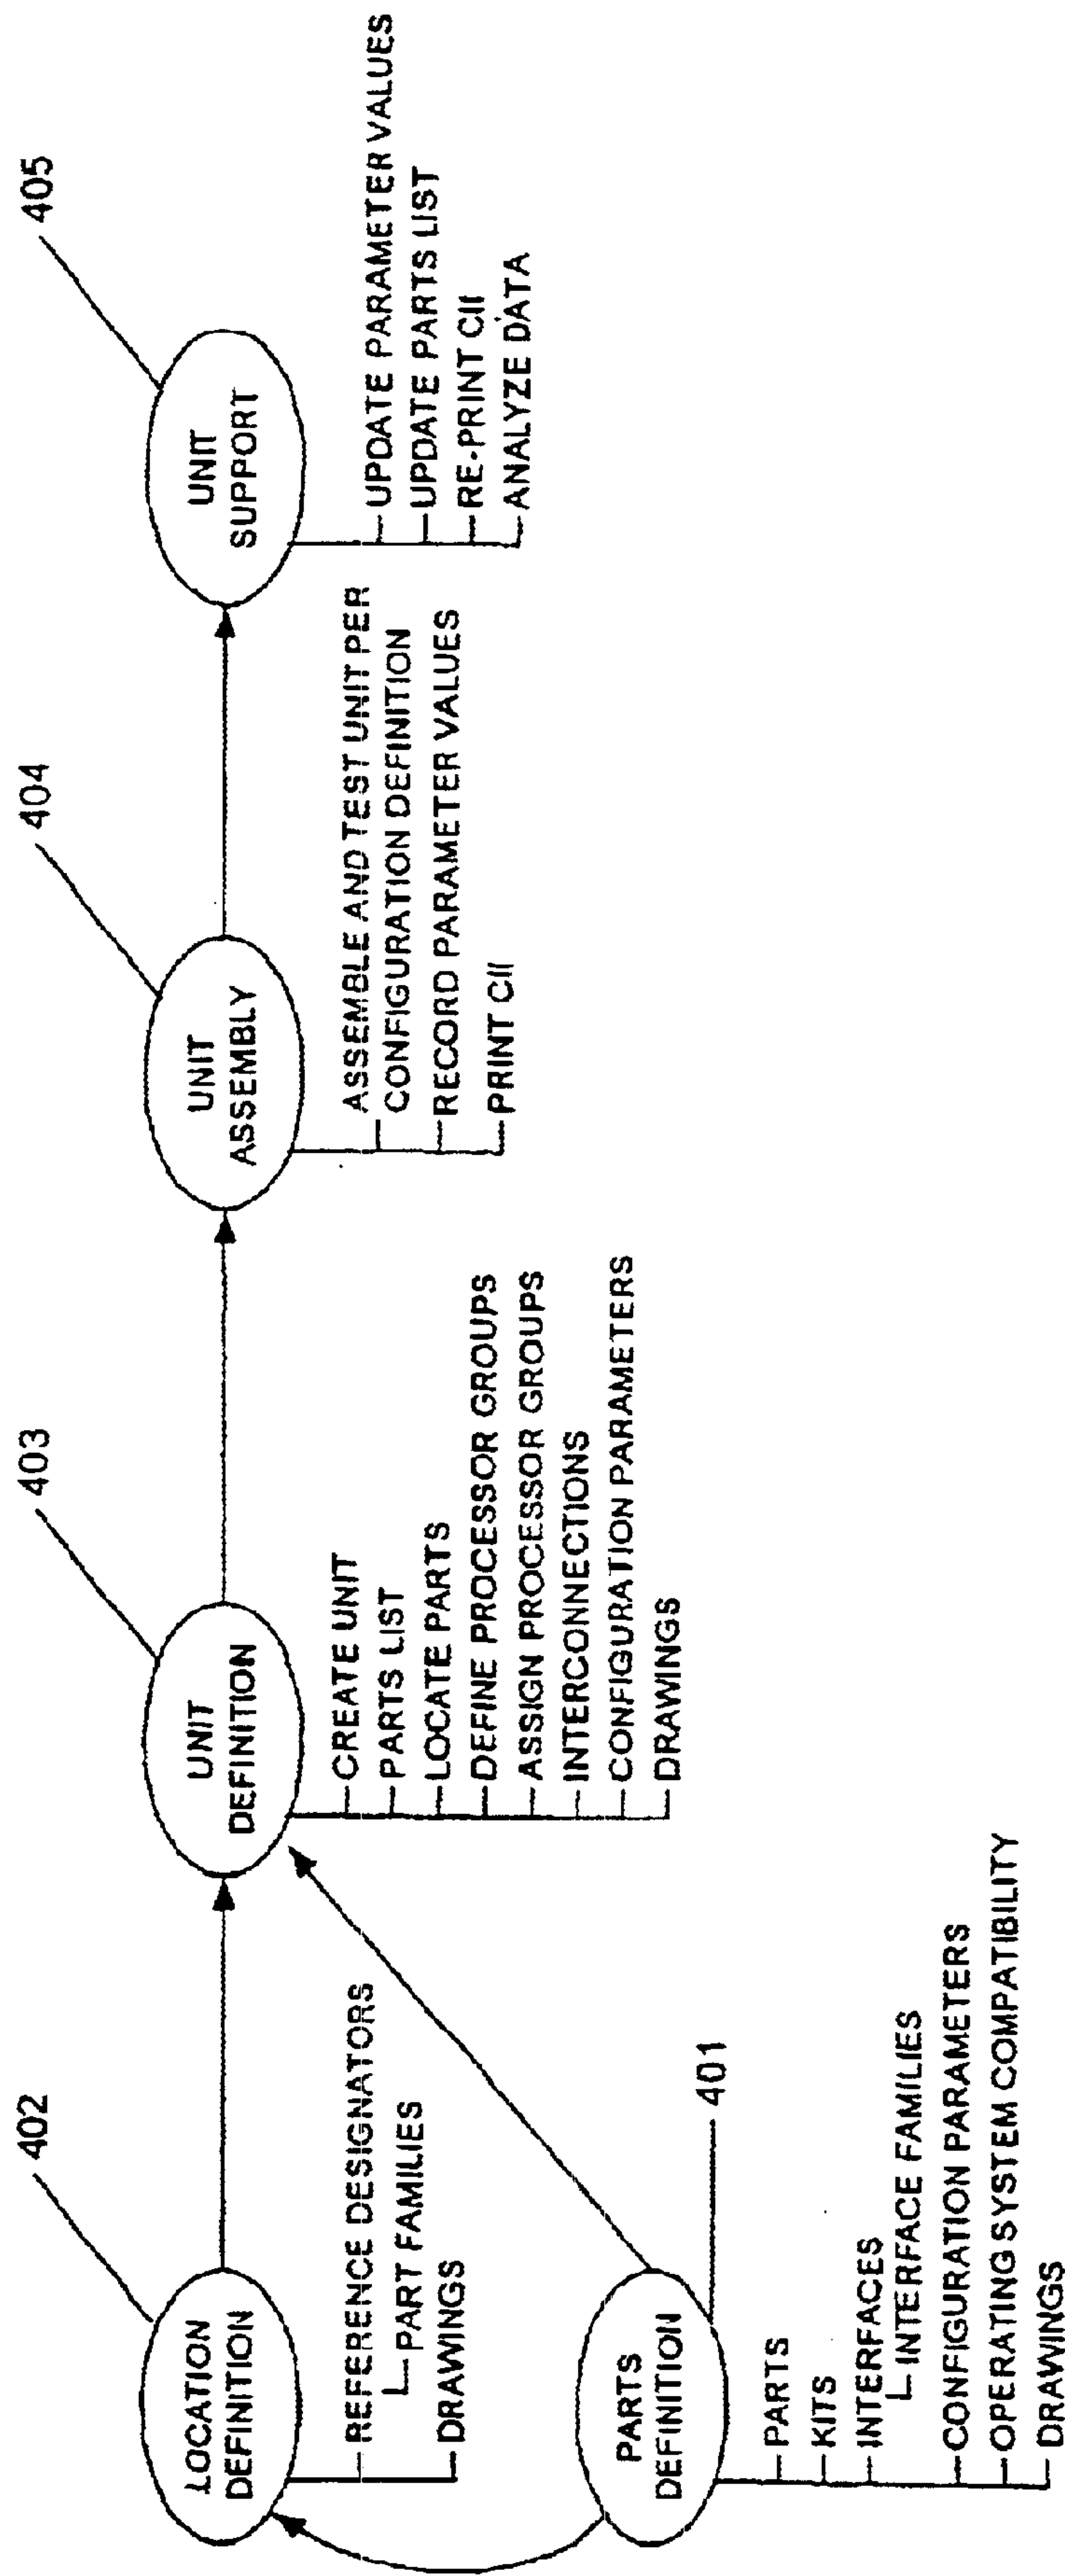 402
LOCATION
DEFINITION
REFERENCE DESIGNATORS
PART FAMILIES
DRAWINGS
PARTS
DEFINITION
401
PARTS
KITS
INTERFACES
INTERFACE FAMILIES
CONFIGURATION PARAMETERS
OPERATING SYSTEM COMPATIBILITY
DRAWINGS
403
UNIT
DEFINITION
CREATE UNIT
PARTS LIST
LOCATE PARTS
DEFINE PROCESSOR GROUPS
ASSIGN PROCESSOR GROUPS
INTERCONNECTIONS
CONFIGURATION PARAMETERS
DRAWINGS
404
UNIT
ASSEMBLY
ASSEMBLE AND TEST UNIT PER
CONFIGURATION DEFINITION
RECORD PARAMETER VALUES
PRINT
405
UNIT
SUPPORT
UPDATE PARAMETER VALUES
UPDATE PARTS LIST
RE-PRINT
ANALYZE DATA